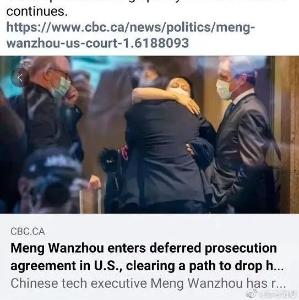 continues.
https://www.cbc.ca/news/politics/meng-
wanzhou-us-court-1.6188093
CBC.CA
Meng Wanzhou enters deferred prosecution
agreement in U.S., clearing a path to drop h...
Chinese tech executive Meng Wanzhou has r...